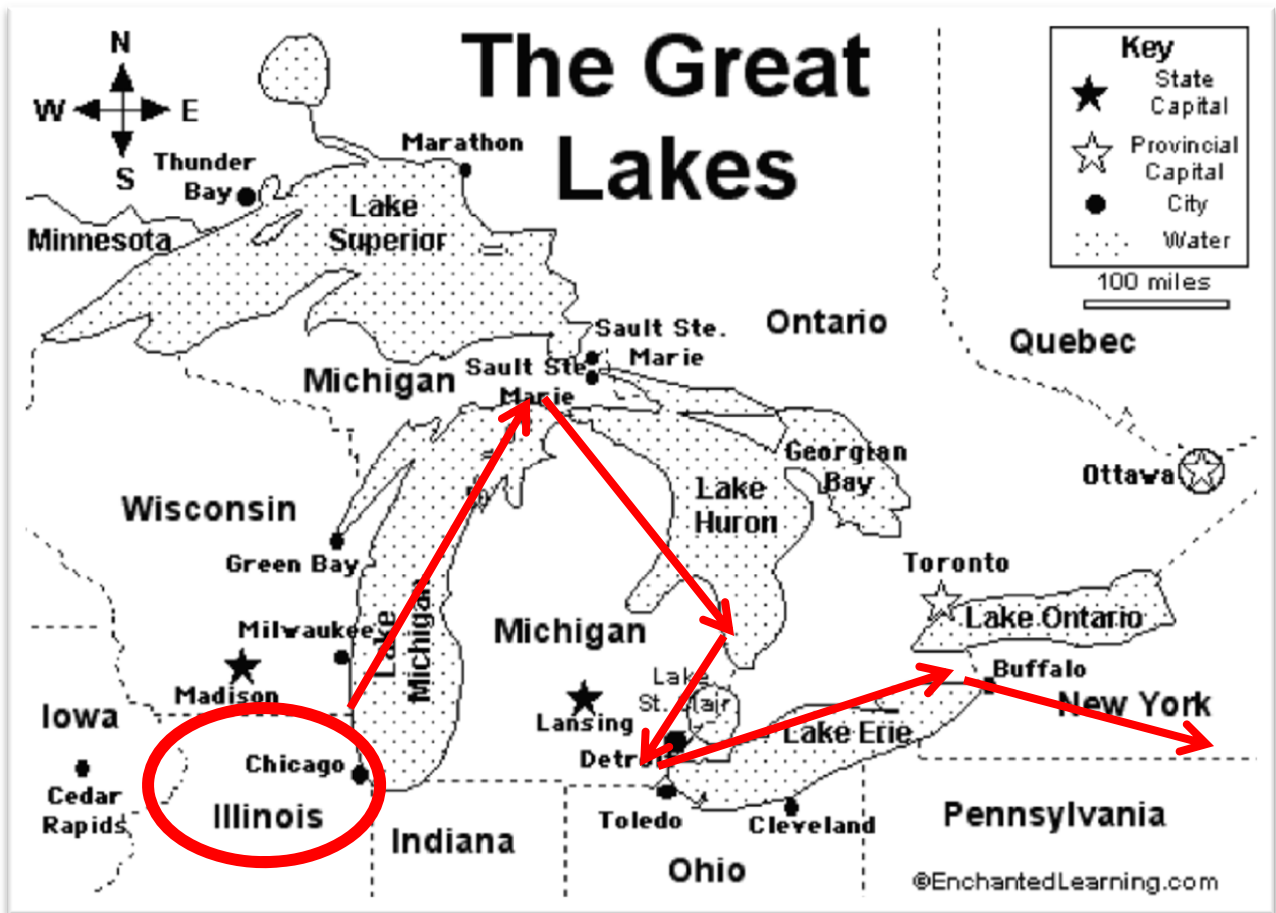 The Great
Lakes
N
W E
S
Key
State
Capital
Provincial
Capital
City
Water
100 miles
Marathon
Thunder
Bay
Lake
Superior
Minnesota
Ontario
Quebec
Sault Ste.
Marie
Sault Ste
Marie
Michigan
Georgian
Bay
Ottawa
Lake
Huron
Wisconsin
Green Bay
Toronto
Lake Ontario
Lake
Michigan
Milwaukee
Michigan
Madison
Lake
St. Clair
Buffalo
New York
Iowa
Lansing
Lake Erie
Chicago
Detroit
Cedar
Rapids
Illinois
Toledo
Cleveland
Pennsylvania
Indiana
Ohio
©EnchantedLearning.com